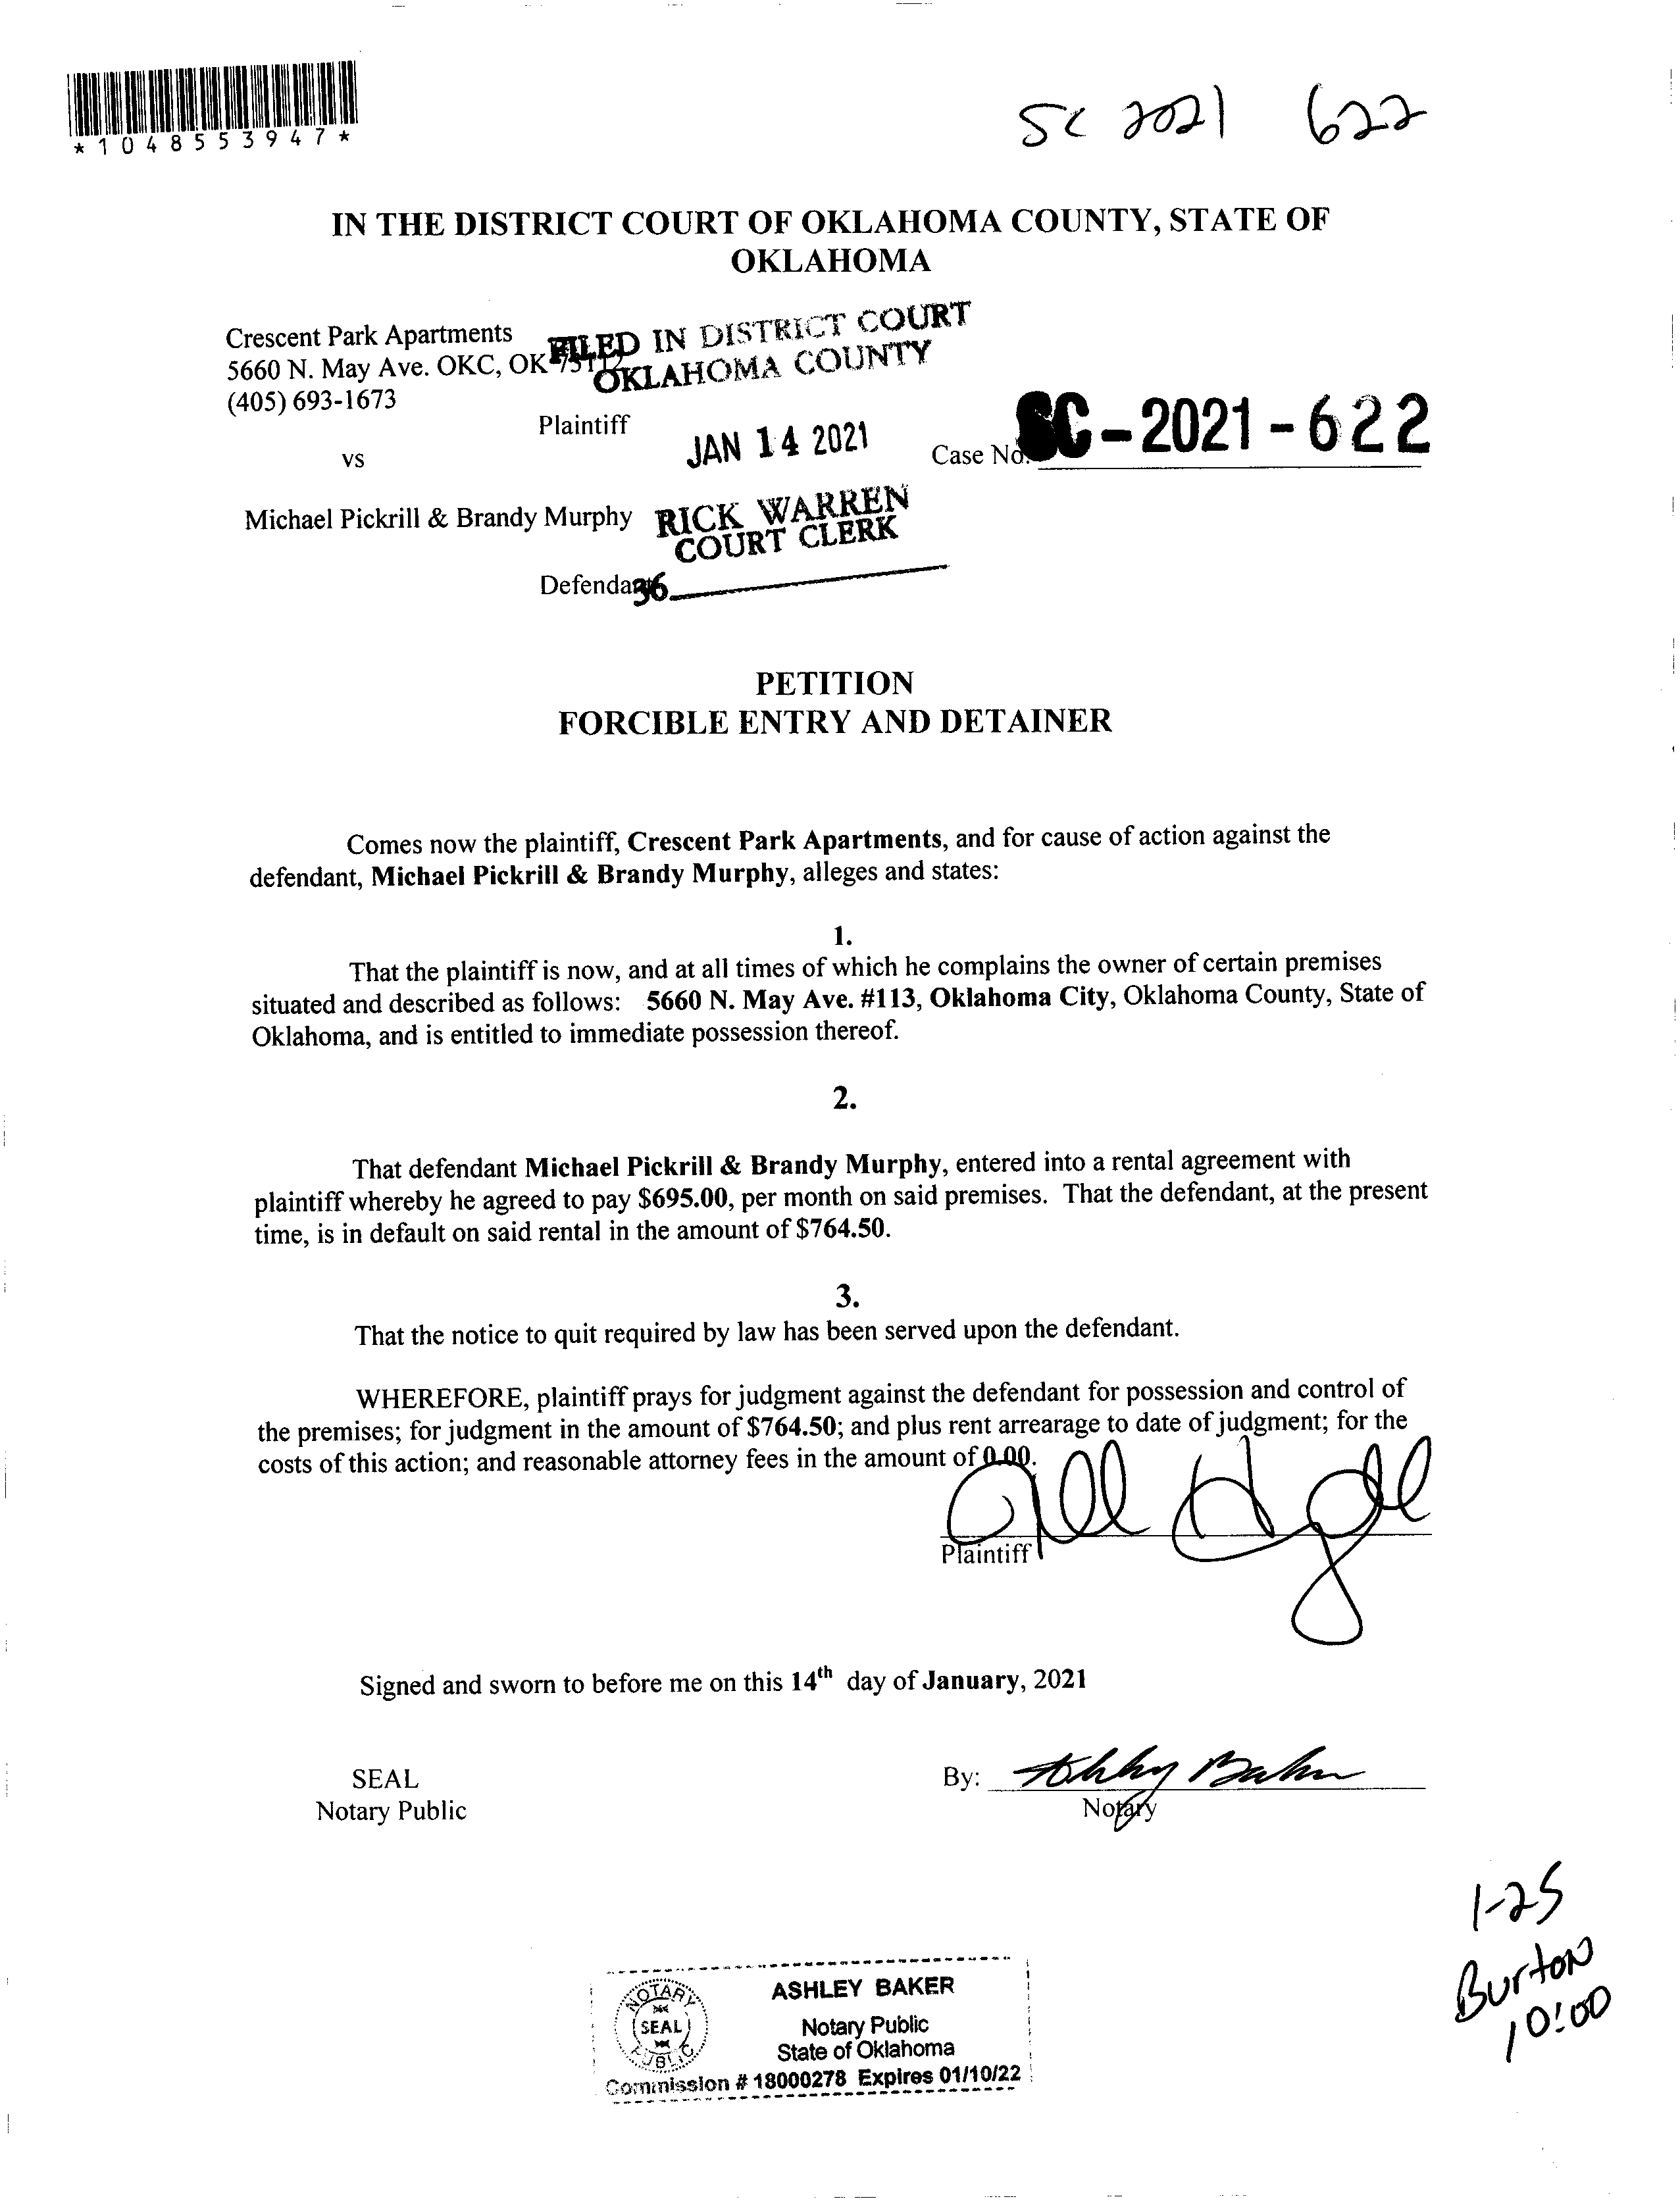 *1048553947*
SC 2021 622
IN THE DISTRICT COURT OF OKLAHOMA COUNTY, STATE OF
OKLAHOMA
Crescent Park Apartments
5660 N. May Ave. OKC, OK
(405) 693-1673
FILED IN DISTRICT COURT
OKLAHOMA COUNTY
Plaintiff
JAN 14 2021
Case No. SC-2021-622
vs
Michael Pickrill & Brandy Murphy
RICK WARREN
COURT CLERK
Defendant
36
PETITION
FORCIBLE ENTRY AND DETAINER
Comes now the plaintiff, Crescent Park Apartments, and for cause of action against the
defendant, Michael Pickrill & Brandy Murphy, alleges and states:
1.
That the plaintiff is now, and at all times of which he complains the owner of certain premises
situated and described as follows: 5660 N. May Ave. #113, Oklahoma City, Oklahoma County, State of
Oklahoma, and is entitled to immediate possession thereof.
2.
That defendant Michael Pickrill & Brandy Murphy, entered into a rental agreement with
plaintiff whereby he agreed to pay $695.00, per month on said premises. That the defendant, at the present
time, is in default on said rental in the amount of $764.50.
3.
That the notice to quit required by law has been served upon the defendant.
WHEREFORE, plaintiff prays for judgment against the defendant for possession and control of
the premises; for judgment in the amount of $764.50; and plus rent arrearage to date of judgment; for the
costs of this action; and reasonable attorney fees in the amount of 0.00.
Plaintiff
Signed and sworn to before me on this 14th day of January, 2021
SEAL
Notary Public
By: Ashley Baker
Notary
1-25
Burton
10:00
NOTARY
SEAL
PUBLIC
ASHLEY BAKER
Notary Public
State of Oklahoma
Commission # 18000278 Expires 01/10/22